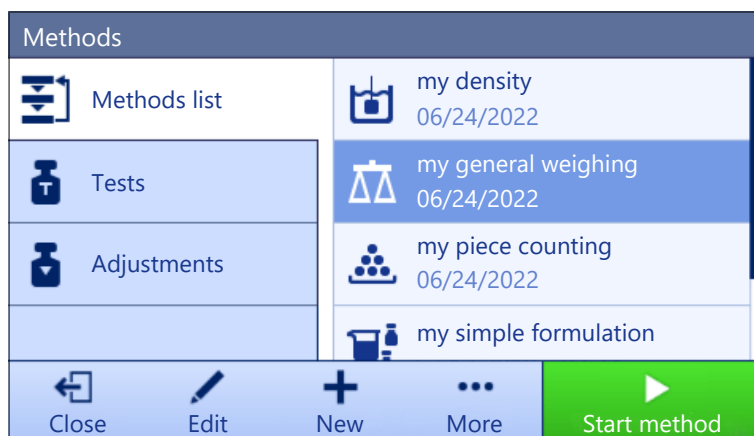 Methods
Methods list
Tests
Adjustments
my density
06/24/2022
my general weighing
06/24/2022
my piece counting
06/24/2022
my simple formulation
Close
Edit
New
More
Start method